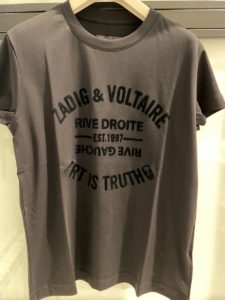 ZADIG & VOLTAIRE
RIVE DROITE
EST.1997
RIVE GAUCHE
ART IS TRUTH